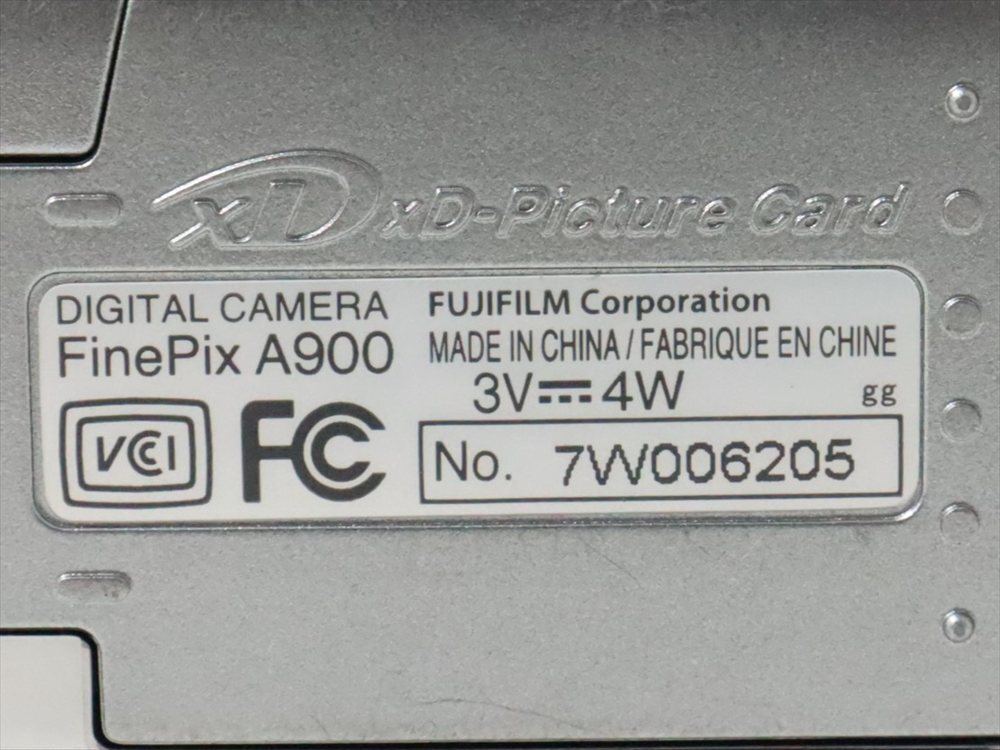 xD xD-Picture Card
DIGITAL CAMERA
FinePix A900
FUJIFILM Corporation
MADE IN CHINA / FABRIQUE EN CHINE
3V⎓4W gg
VCCI
FC
No. 7W006205